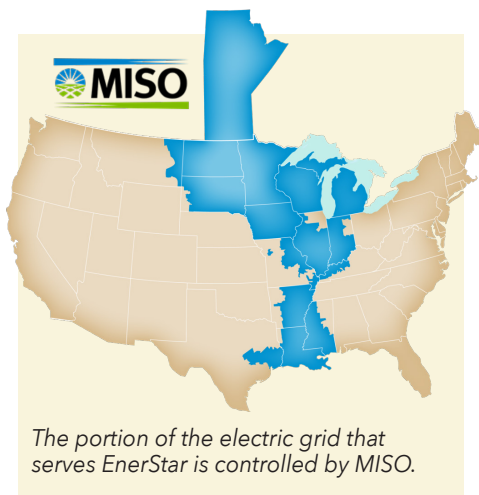 MISO
The portion of the electric grid that
serves EnerStar is controlled by MISO.